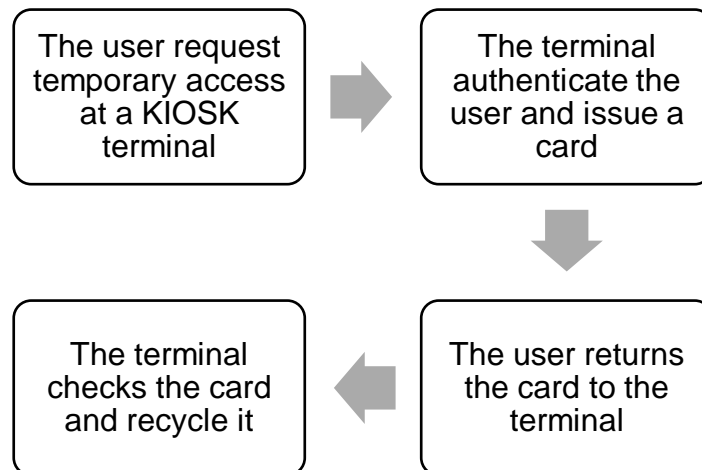 The user request
temporary access
at a KIOSK
terminal
The terminal
authenticate the
user and issue a
card
The user returns
the card to the
terminal
The terminal
checks the card
and recycle it